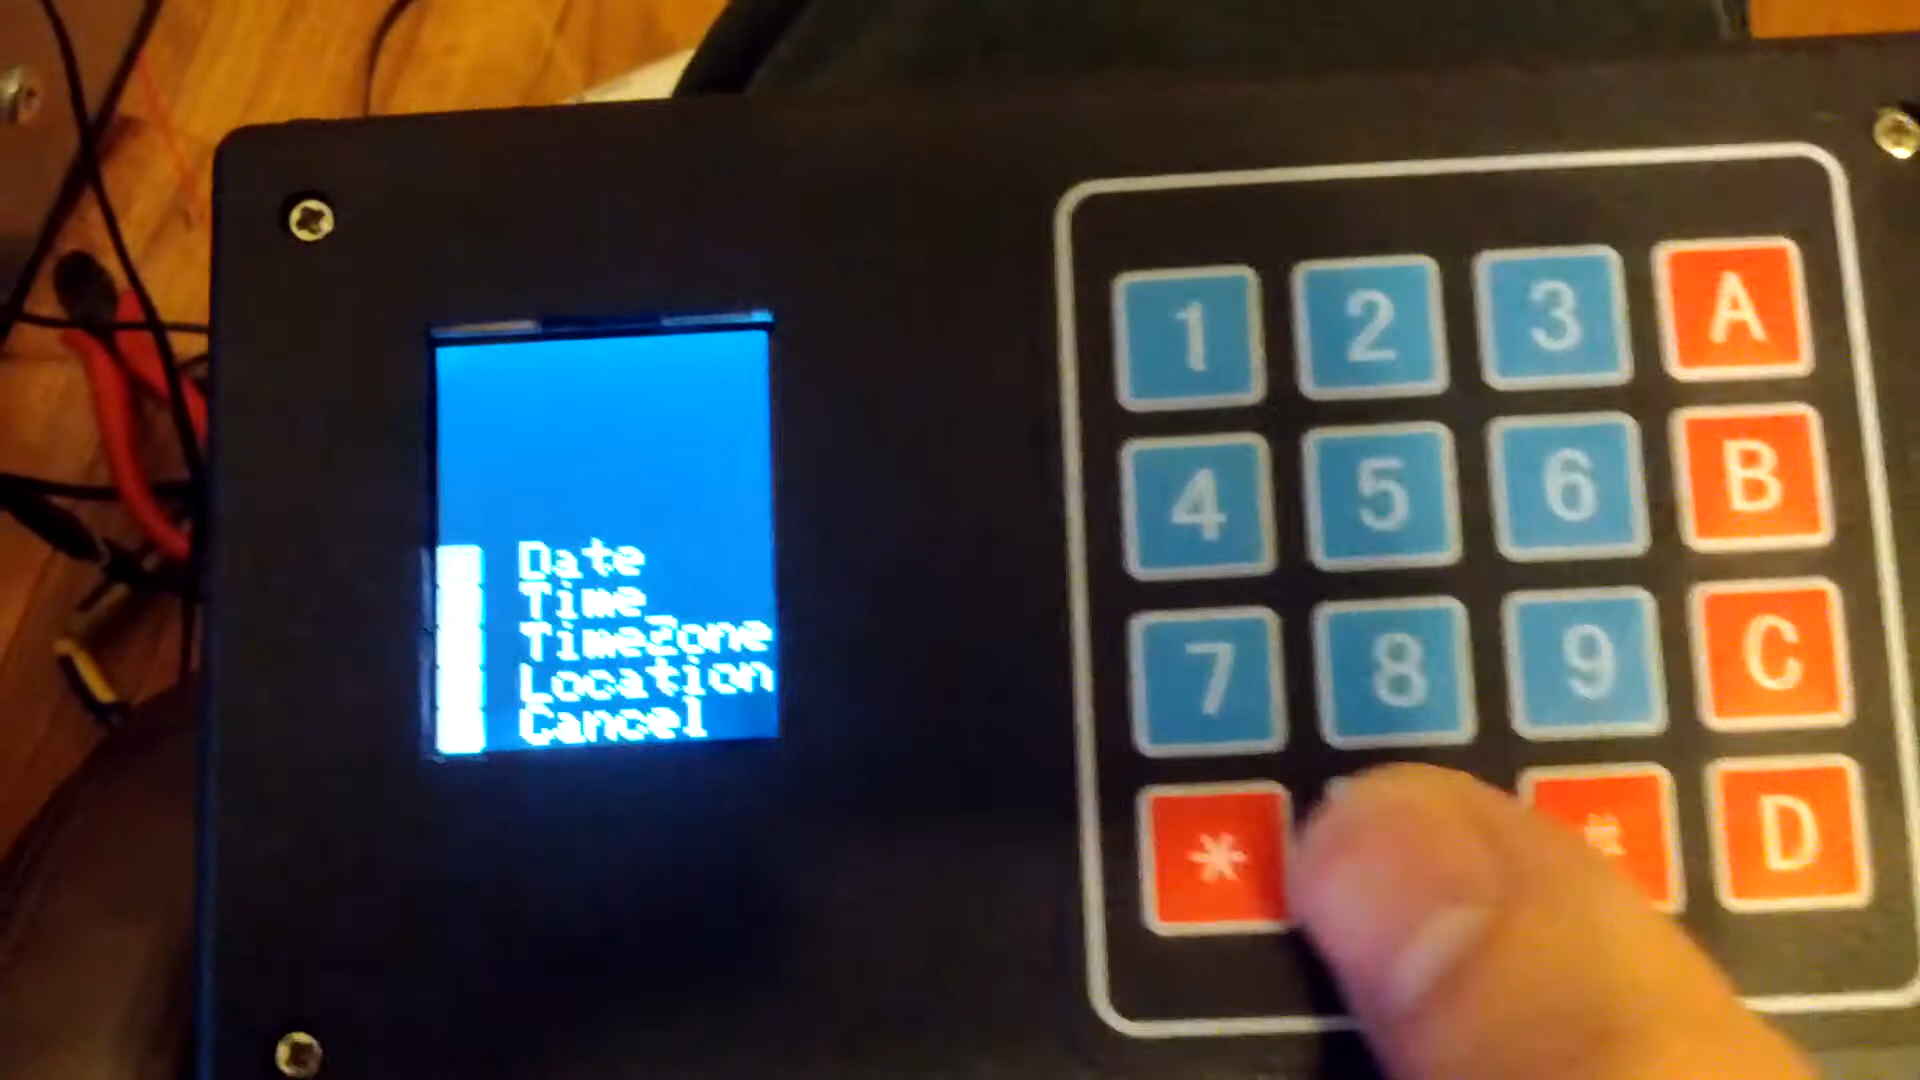 Date
Time
TimeZone
Location
Cancel
1 2 3 A
4 5 6 B
7 8 9 C
* # D